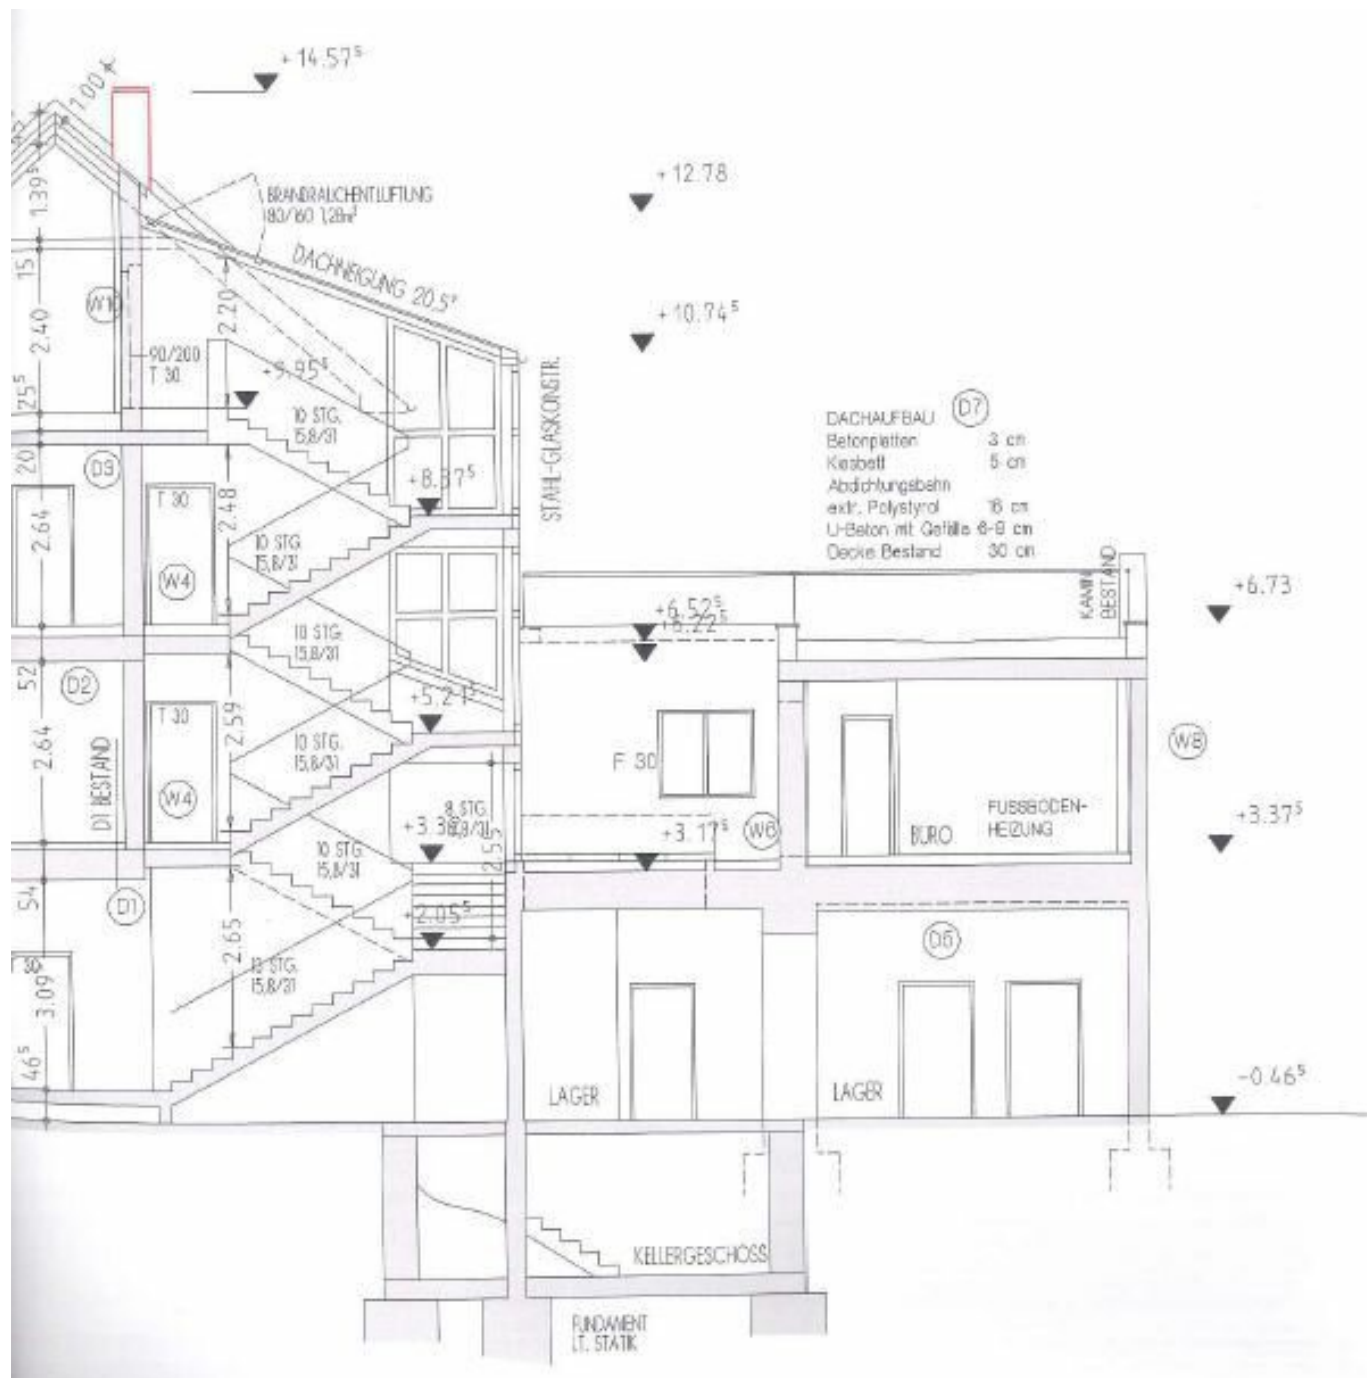 +14.57⁵
1.00
+12.78
BRANDRAUCHENTLÜFTUNG
80/160 1,28m²
1.39⁵
DACHNEIGUNG 20.5°
15
W1
2.20
+10.74⁵
2.40
90/200
T 30
+9.95⁵
STAHL-GLASKONSTR.
25⁵
10 STG.
15,8/31
DACHAUFBAU D7
Betonplatten 3 cm
Kiesbett 5 cm
Abdichtungsbahn
extr. Polystyrol 16 cm
U-Beton mit Gefälle 6-9 cm
Decke Bestand 30 cm
20
D3
+8.37⁵
T 30
2.48
2.64
10 STG.
15,8/31
W4
KAMIN
BESTAND
+6.73
+6.52⁵
+6.22⁵
10 STG.
15,8/31
52
D2
+5.21⁵
T 30
2.59
2.64
10 STG.
15,8/31
F 30
W8
D1 BESTAND
W4
FUSSBODEN-
HEIZUNG
8 STG.
+3.17⁵
W6
BÜRO
+3.37⁵
10 STG.
15,8/31
2.55
54
D1
+2.05⁵
2.65
D5
T 30
13 STG.
15,8/31
3.09
46⁵
LAGER
LAGER
-0.46⁵
KELLERGESCHOSS
FUNDAMENT
LT. STATIK